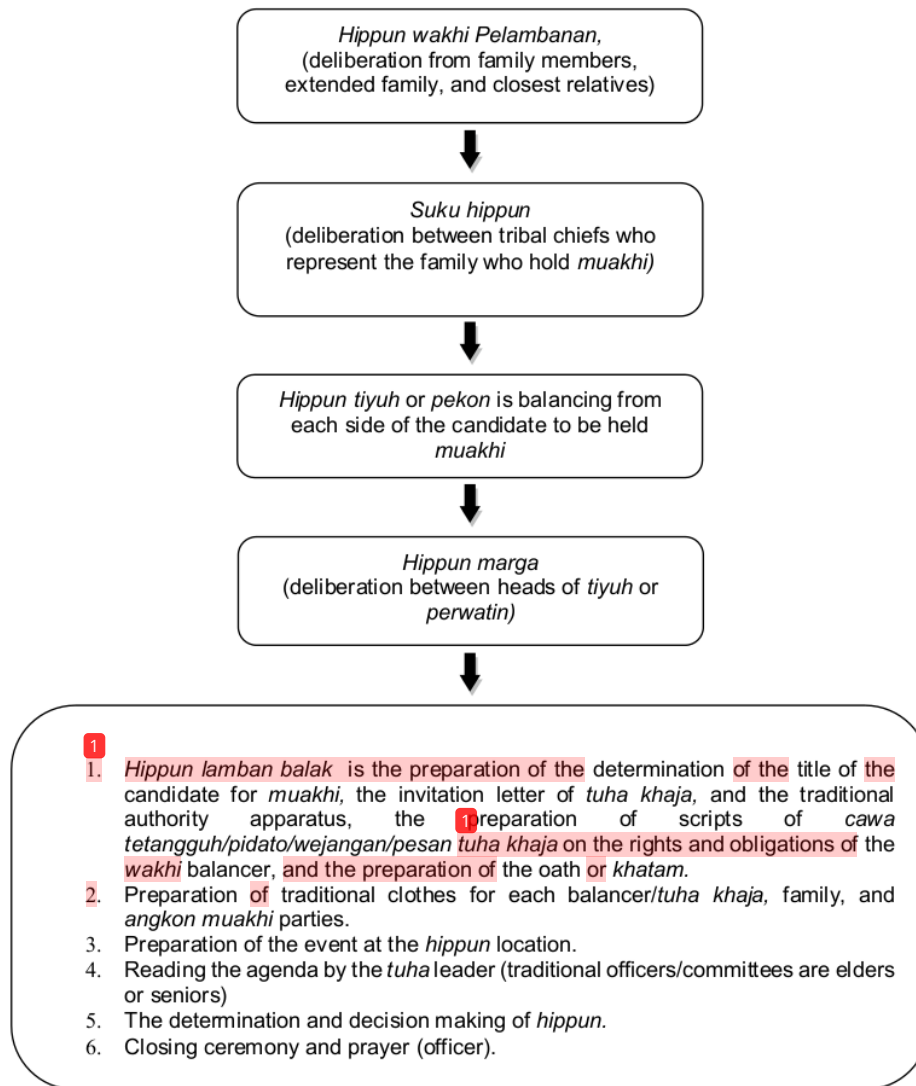 Hippun wakhi Pelambanan,
(deliberation from family members,
extended family, and closest relatives)
Suku hippun
(deliberation between tribal chiefs who
represent the family who hold muakhi)
Hippun tiyuh or pekon is balancing from
each side of the candidate to be held
muakhi
Hippun marga
(deliberation between heads of tiyuh or
perwatin)
1
1. Hippun lamban balak is the preparation of the determination of the title of the
candidate for muakhi, the invitation letter of tuha khaja, and the traditional
authority apparatus, the preparation of scripts of cawa
1
tetangguh/pidato/wejangan/pesan tuha khaja on the rights and obligations of the
wakhi balancer, and the preparation of the oath or khatam.
2. Preparation of traditional clothes for each balancer/tuha khaja, family, and
angkon muakhi parties.
3. Preparation of the event at the hippun location.
4. Reading the agenda by the tuha leader (traditional officers/committees are elders
or seniors)
5. The determination and decision making of hippun.
6. Closing ceremony and prayer (officer).